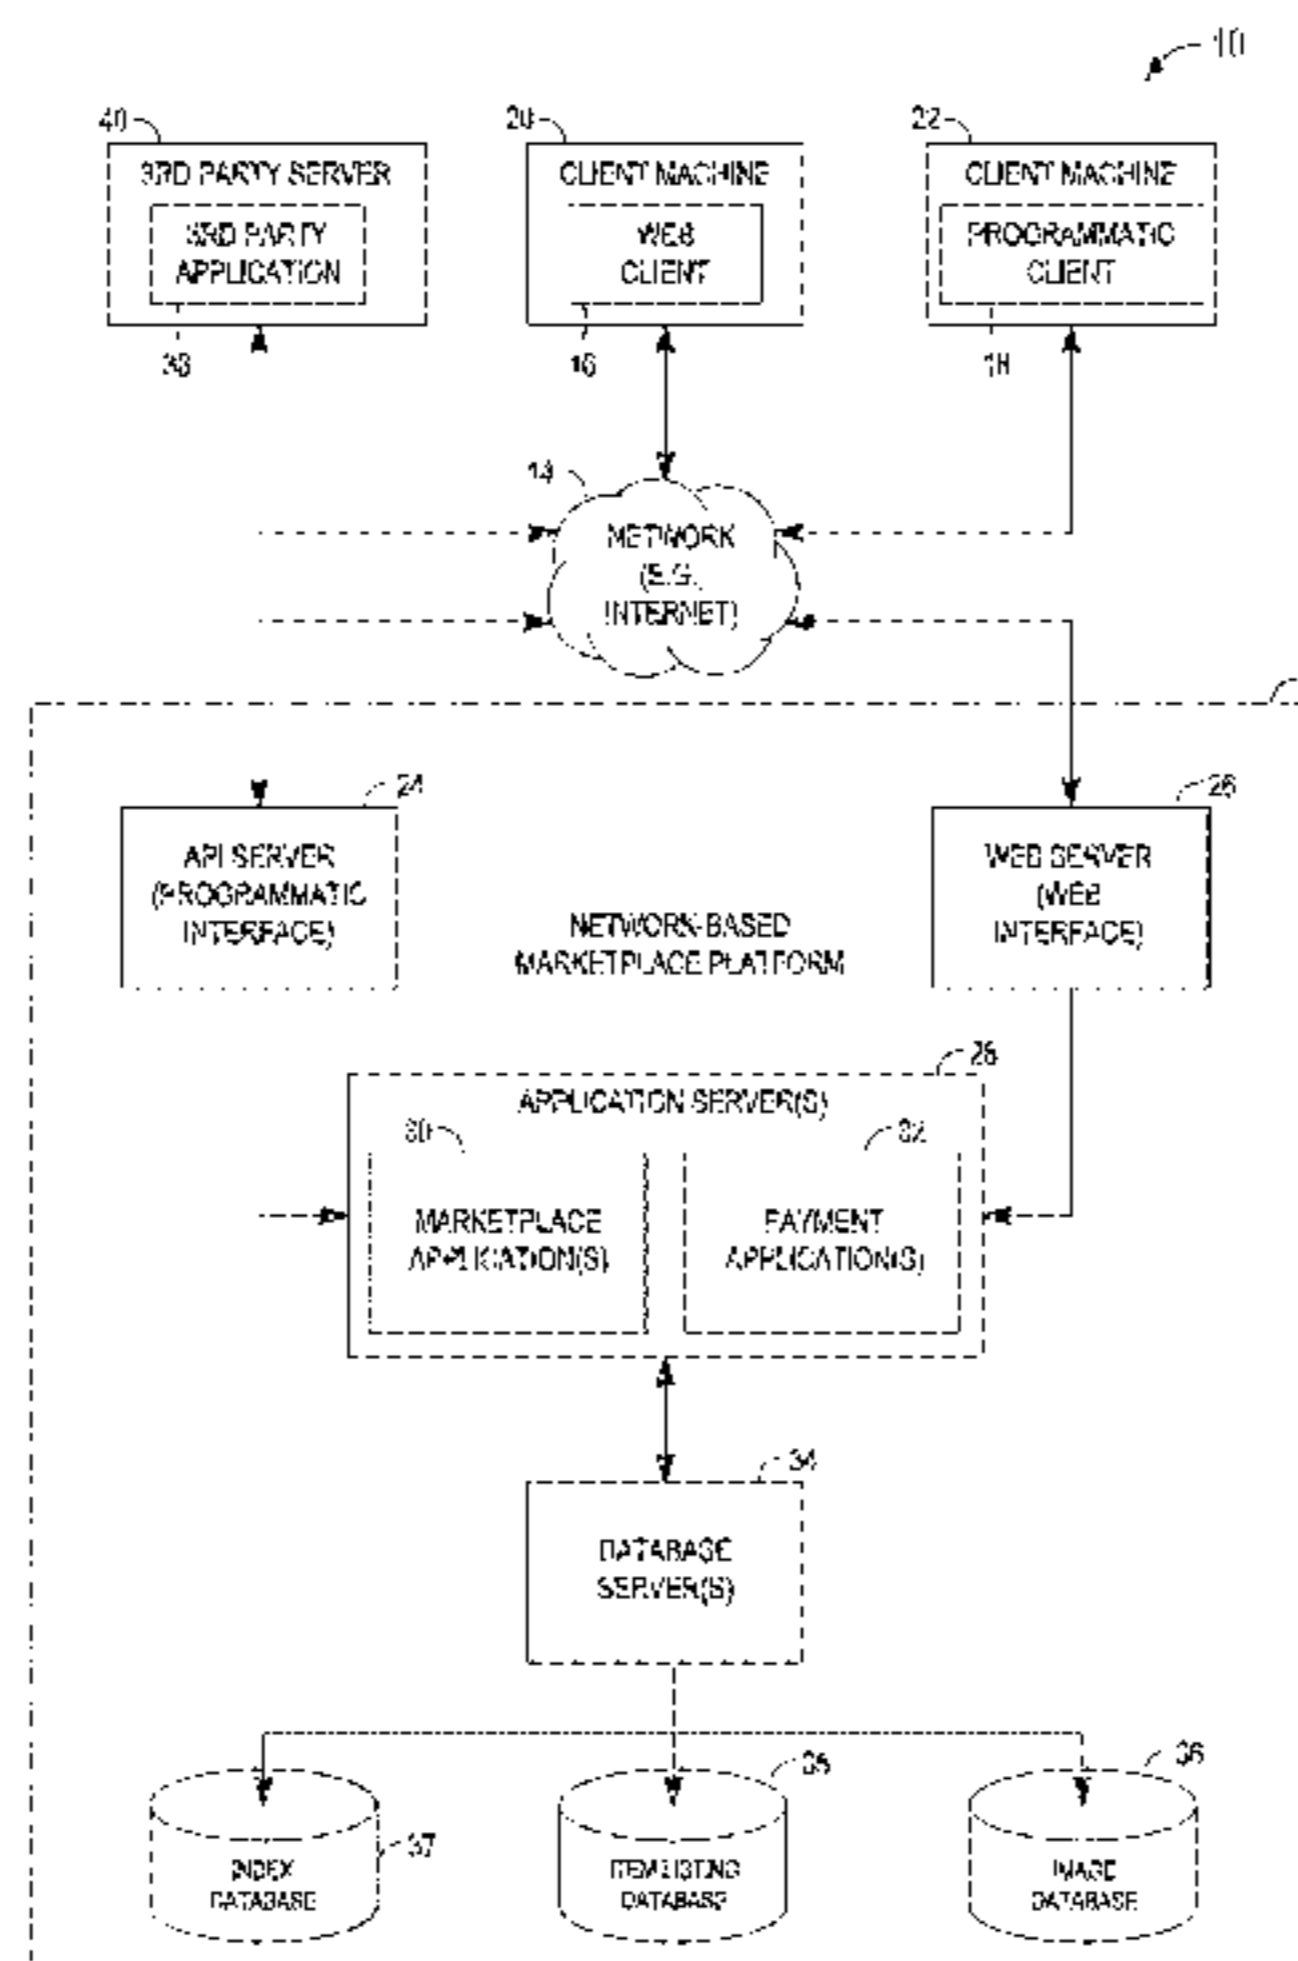 10
40
20
22
3RD PARTY SERVER
CLIENT MACHINE
CLIENT MACHINE
3RD PARTY
APPLICATION
WEB
CLIENT
PROGRAMMATIC
CLIENT
38
16
18
NETWORK
(E.G.,
INTERNET)
24
26
API SERVER
(PROGRAMMATIC
INTERFACE)
WEB SERVER
(WEB
INTERFACE)
NETWORK-BASED
MARKETPLACE PLATFORM
28
APPLICATION SERVER(S)
30
32
MARKETPLACE
APPLICATION(S)
PAYMENT
APPLICATION(S)
34
DATABASE
SERVER(S)
36
37
INDEX
DATABASE
ITEM LISTING
DATABASE
IMAGE
DATABASE